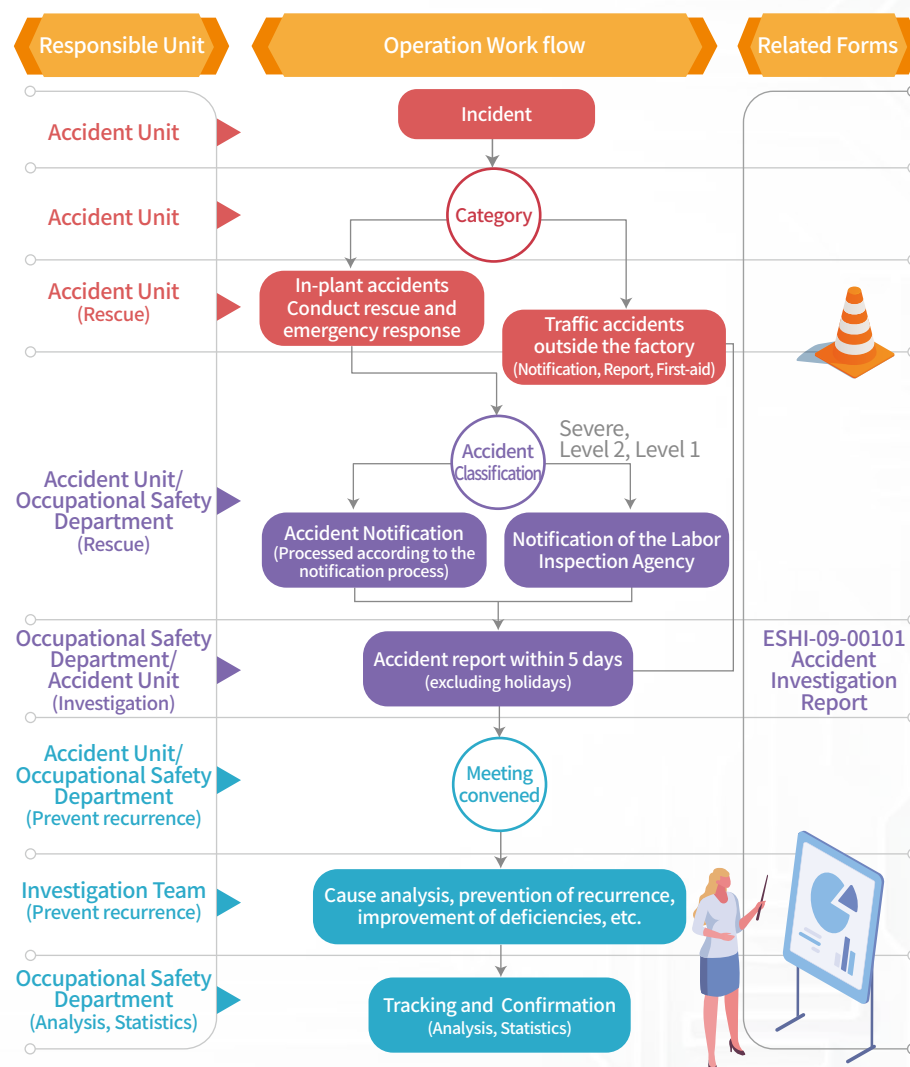 Responsible Unit
Operation Work flow
Related Forms
Accident Unit
Incident
Accident Unit
Category
Accident Unit
(Rescue)
In-plant accidents
Conduct rescue and
emergency response
Traffic accidents
outside the factory
(Notification, Report, First-aid)
Accident Unit/
Occupational Safety
Department
(Rescue)
Accident
Classification
Severe,
Level 2, Level 1
Accident Notification
(Processed according to the
notification process)
Notification of the Labor
Inspection Agency
Occupational Safety
Department/
Accident Unit
(Investigation)
Accident report within 5 days
(excluding holidays)
ESHI-09-00101
Accident
Investigation
Report
Accident Unit/
Occupational Safety
Department
(Prevent recurrence)
Meeting
convened
Investigation Team
(Prevent recurrence)
Cause analysis, prevention of recurrence,
improvement of deficiencies, etc.
Occupational Safety
Department
(Analysis, Statistics)
Tracking and Confirmation
(Analysis, Statistics)